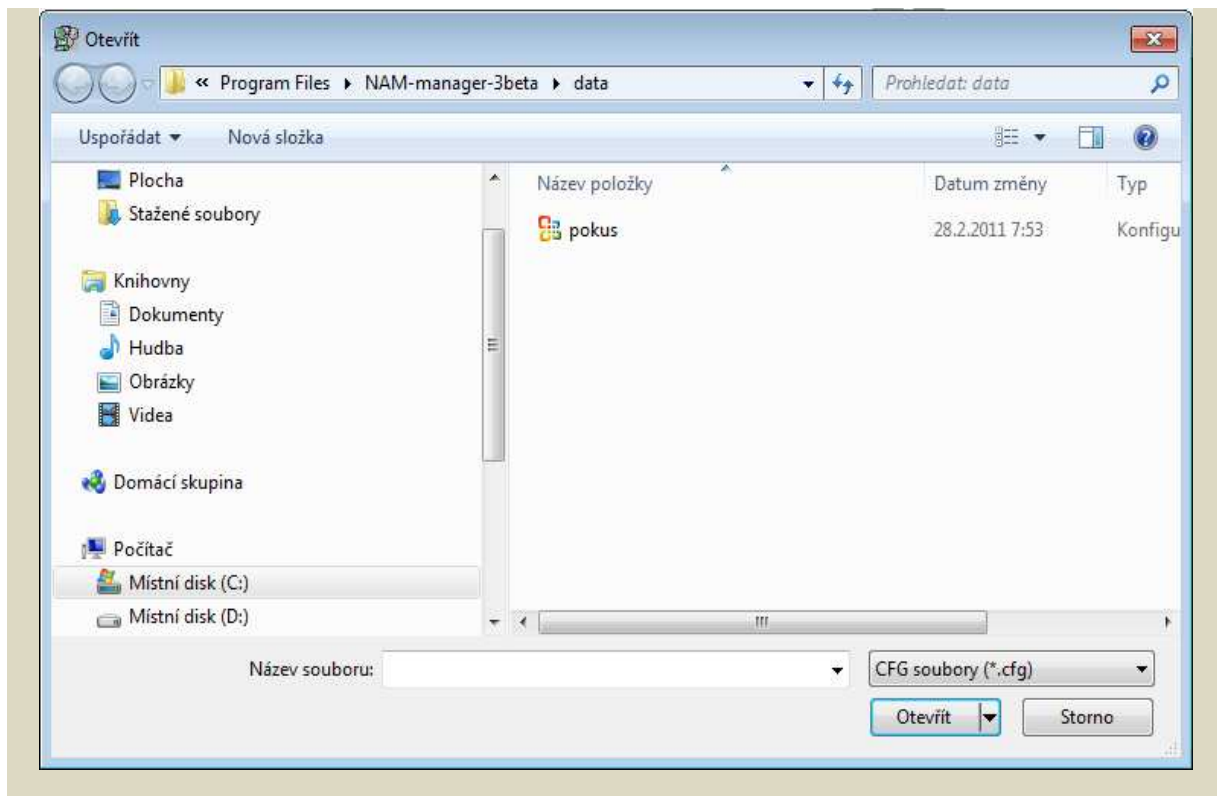 Otevřít
« Program Files ▸ NAM-manager-3beta ▸ data
Prohledat: data
Uspořádat
Nová složka
Plocha
Stažené soubory
Knihovny
Dokumenty
Hudba
Obrázky
Videa
Domácí skupina
Počítač
Místní disk (C:)
Místní disk (D:)
Název položky Datum změny Typ
pokus 28.2.2011 7:53 Konfigu
Název souboru:
CFG soubory (*.cfg)
Otevřít Storno